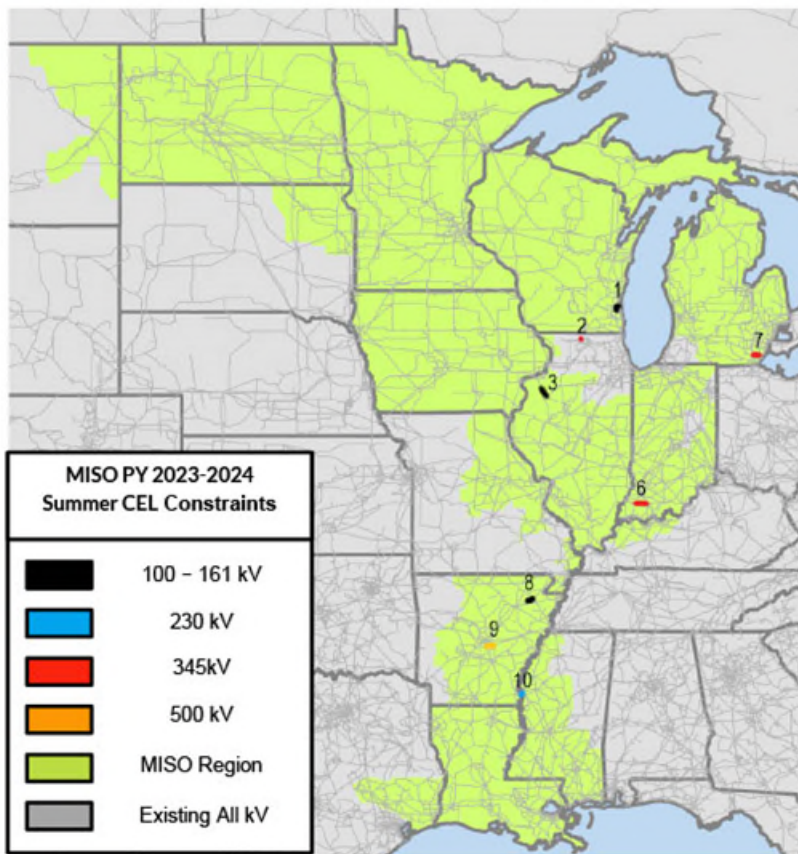 1
2
3
7
6
8
9
10
MISO PY 2023-2024
Summer CEL Constraints
100 – 161 kV
230 kV
345kV
500 kV
MISO Region
Existing All kV